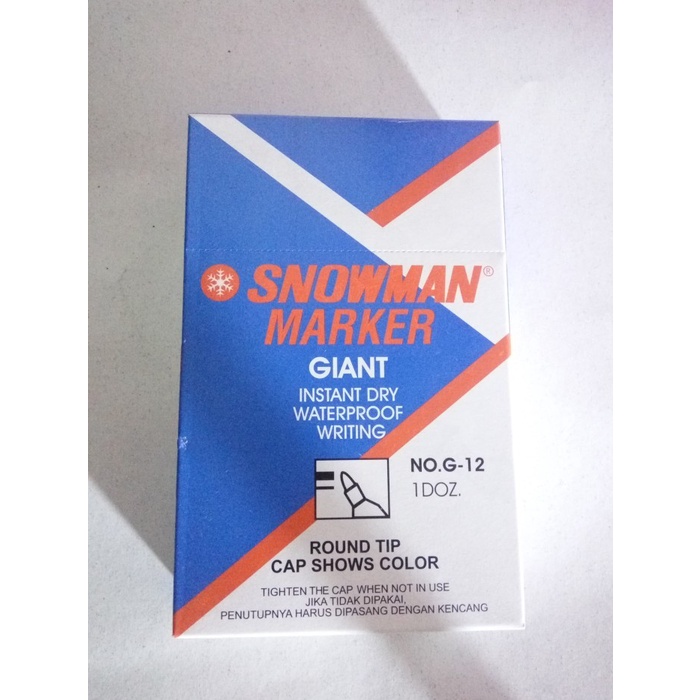 SNOWMAN®
MARKER
GIANT
INSTANT DRY
WATERPROOF
WRITING
NO.G-12
1DOZ.
ROUND TIP
CAP SHOWS COLOR
TIGHTEN THE CAP WHEN NOT IN USE
JIKA TIDAK DIPAKAI,
PENUTUPNYA HARUS DIPASANG DENGAN KENCANG